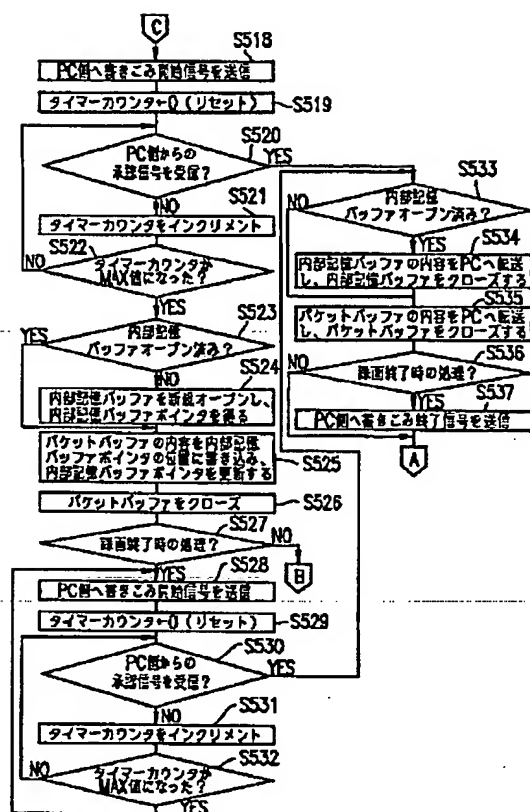 C
S518
PC側へ書きこみ開始信号を送信
タイマーカウンタ←0 (リセット)
S519
S520
PC側からの
承認信号を受信?
YES
NO
S521
タイマーカウンタをインクリメント
S522
タイマーカウンタが
MAX値になった?
NO
YES
S523
内部記憶
バッファオープン済み?
YES
NO
S524
内部記憶バッファを新規オープンし、
内部記憶バッファポインタを得る
パケットバッファの内容を内部記憶
バッファポインタの位置に書き込み、
内部記憶バッファポインタを更新する
S525
パケットバッファをクローズ
S526
S527
録画終了時の処理?
NO
B
YES
S528
PC側へ書きこみ開始信号を送信
タイマーカウンタ←0 (リセット)
S529
S530
PC側からの
承認信号を受信?
YES
NO
S531
タイマーカウンタをインクリメント
S532
タイマーカウンタが
MAX値になった?
NO
YES
S533
内部記憶
バッファオープン済み?
NO
YES
S534
内部記憶バッファの内容をPCへ転送
し、内部記憶バッファをクローズする
S535
パケットバッファの内容をPCへ転送
し、パケットバッファをクローズする
S536
録画終了時の処理?
NO
YES
S537
PC側へ書きこみ終了信号を送信
A